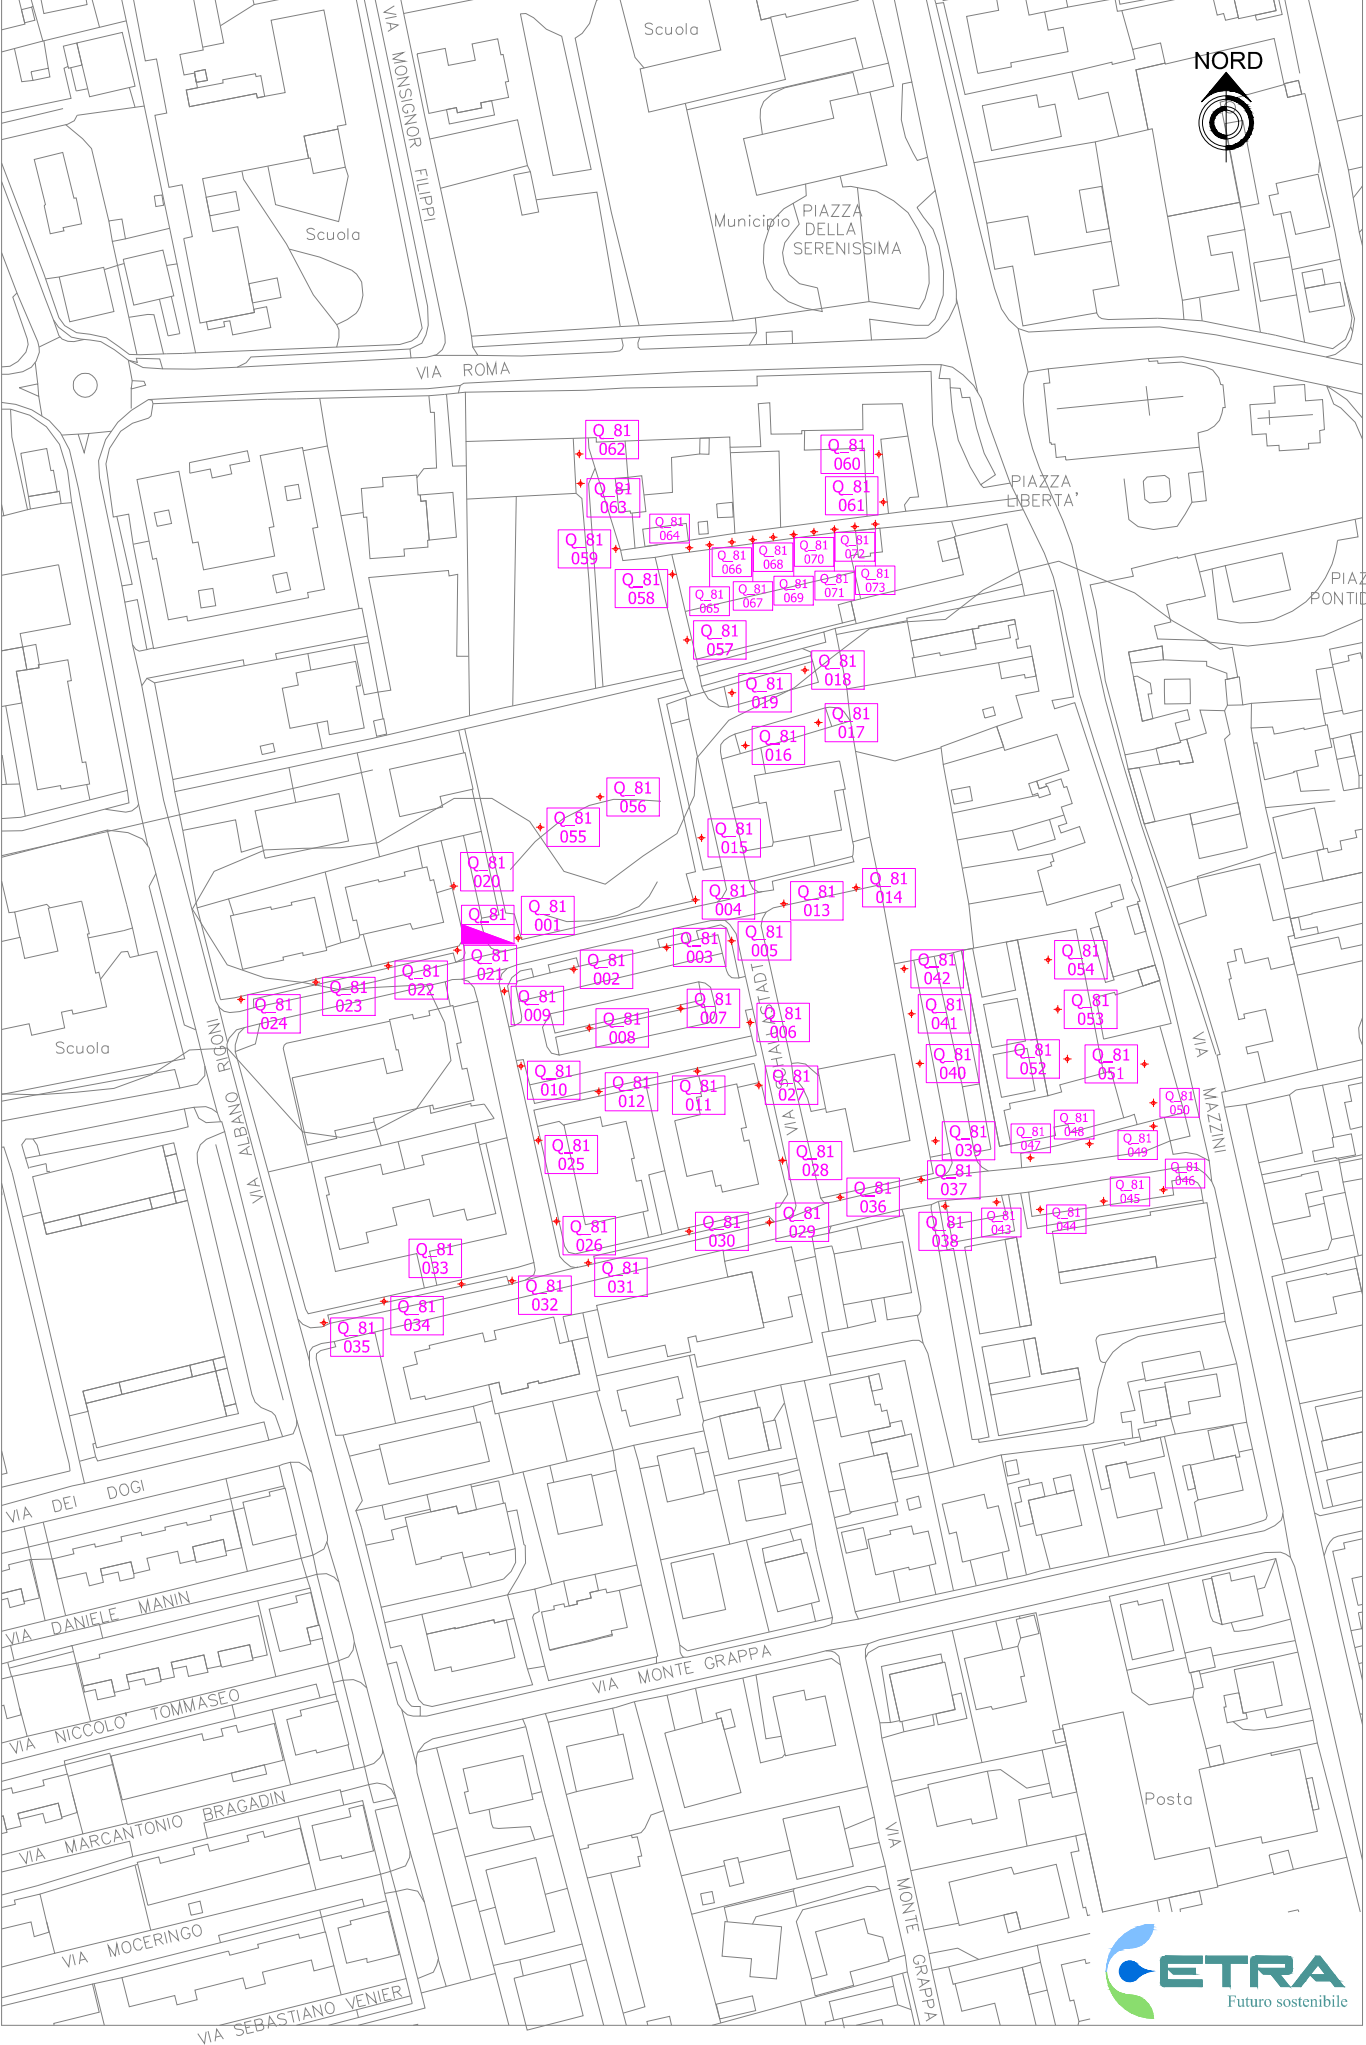 Scuola
VIA MONSIGNOR FILIPPI
NORD
Municipio
PIAZZA
DELLA
SERENISSIMA
Scuola
VIA ROMA
Q_81
062
Q_81
060
Q_81
063
Q_81
061
PIAZZA
LIBERTA'
Q_81
064
Q_81
059
Q_81
066
Q_81
068
Q_81
070
Q_81
072
Q_81
058
Q_81
065
Q_81
067
Q_81
069
Q_81
071
Q_81
073
PIAZ
PONTID
Q_81
057
Q_81
018
Q_81
019
Q_81
017
Q_81
016
Q_81
056
Q_81
055
Q_81
015
Q_81
020
Q_81
014
Q_81
004
Q_81
013
Q_81
001
Q_81
Q_81
005
Q_81
003
Q_81
021
Q_81
002
Q_81
042
Q_81
054
Q_81
022
Q_81
023
Q_81
024
Q_81
009
Q_81
007
Q_81
008
Q_81
006
Q_81
041
Q_81
053
Scuola
VIA ALBANO RIGONI
Q_81
052
Q_81
051
Q_81
040
Q_81
010
Q_81
012
Q_81
011
Q_81
027
VIA
VIA MAZZINI
Q_81
050
Q_81
048
Q_81
047
Q_81
049
Q_81
039
Q_81
025
Q_81
028
Q_81
037
Q_81
036
Q_81
046
Q_81
045
Q_81
044
Q_81
043
Q_81
038
Q_81
029
Q_81
030
Q_81
026
Q_81
033
Q_81
031
Q_81
032
Q_81
034
Q_81
035
VIA DEI DOGI
VIA DANIELE MANIN
VIA MONTE GRAPPA
VIA NICCOLO' TOMMASEO
VIA MARCANTONIO BRAGADIN
Posta
VIA MONTE GRAPPA
VIA MOCERINGO
VIA SEBASTIANO VENIER
ETRA
Futuro sostenibile